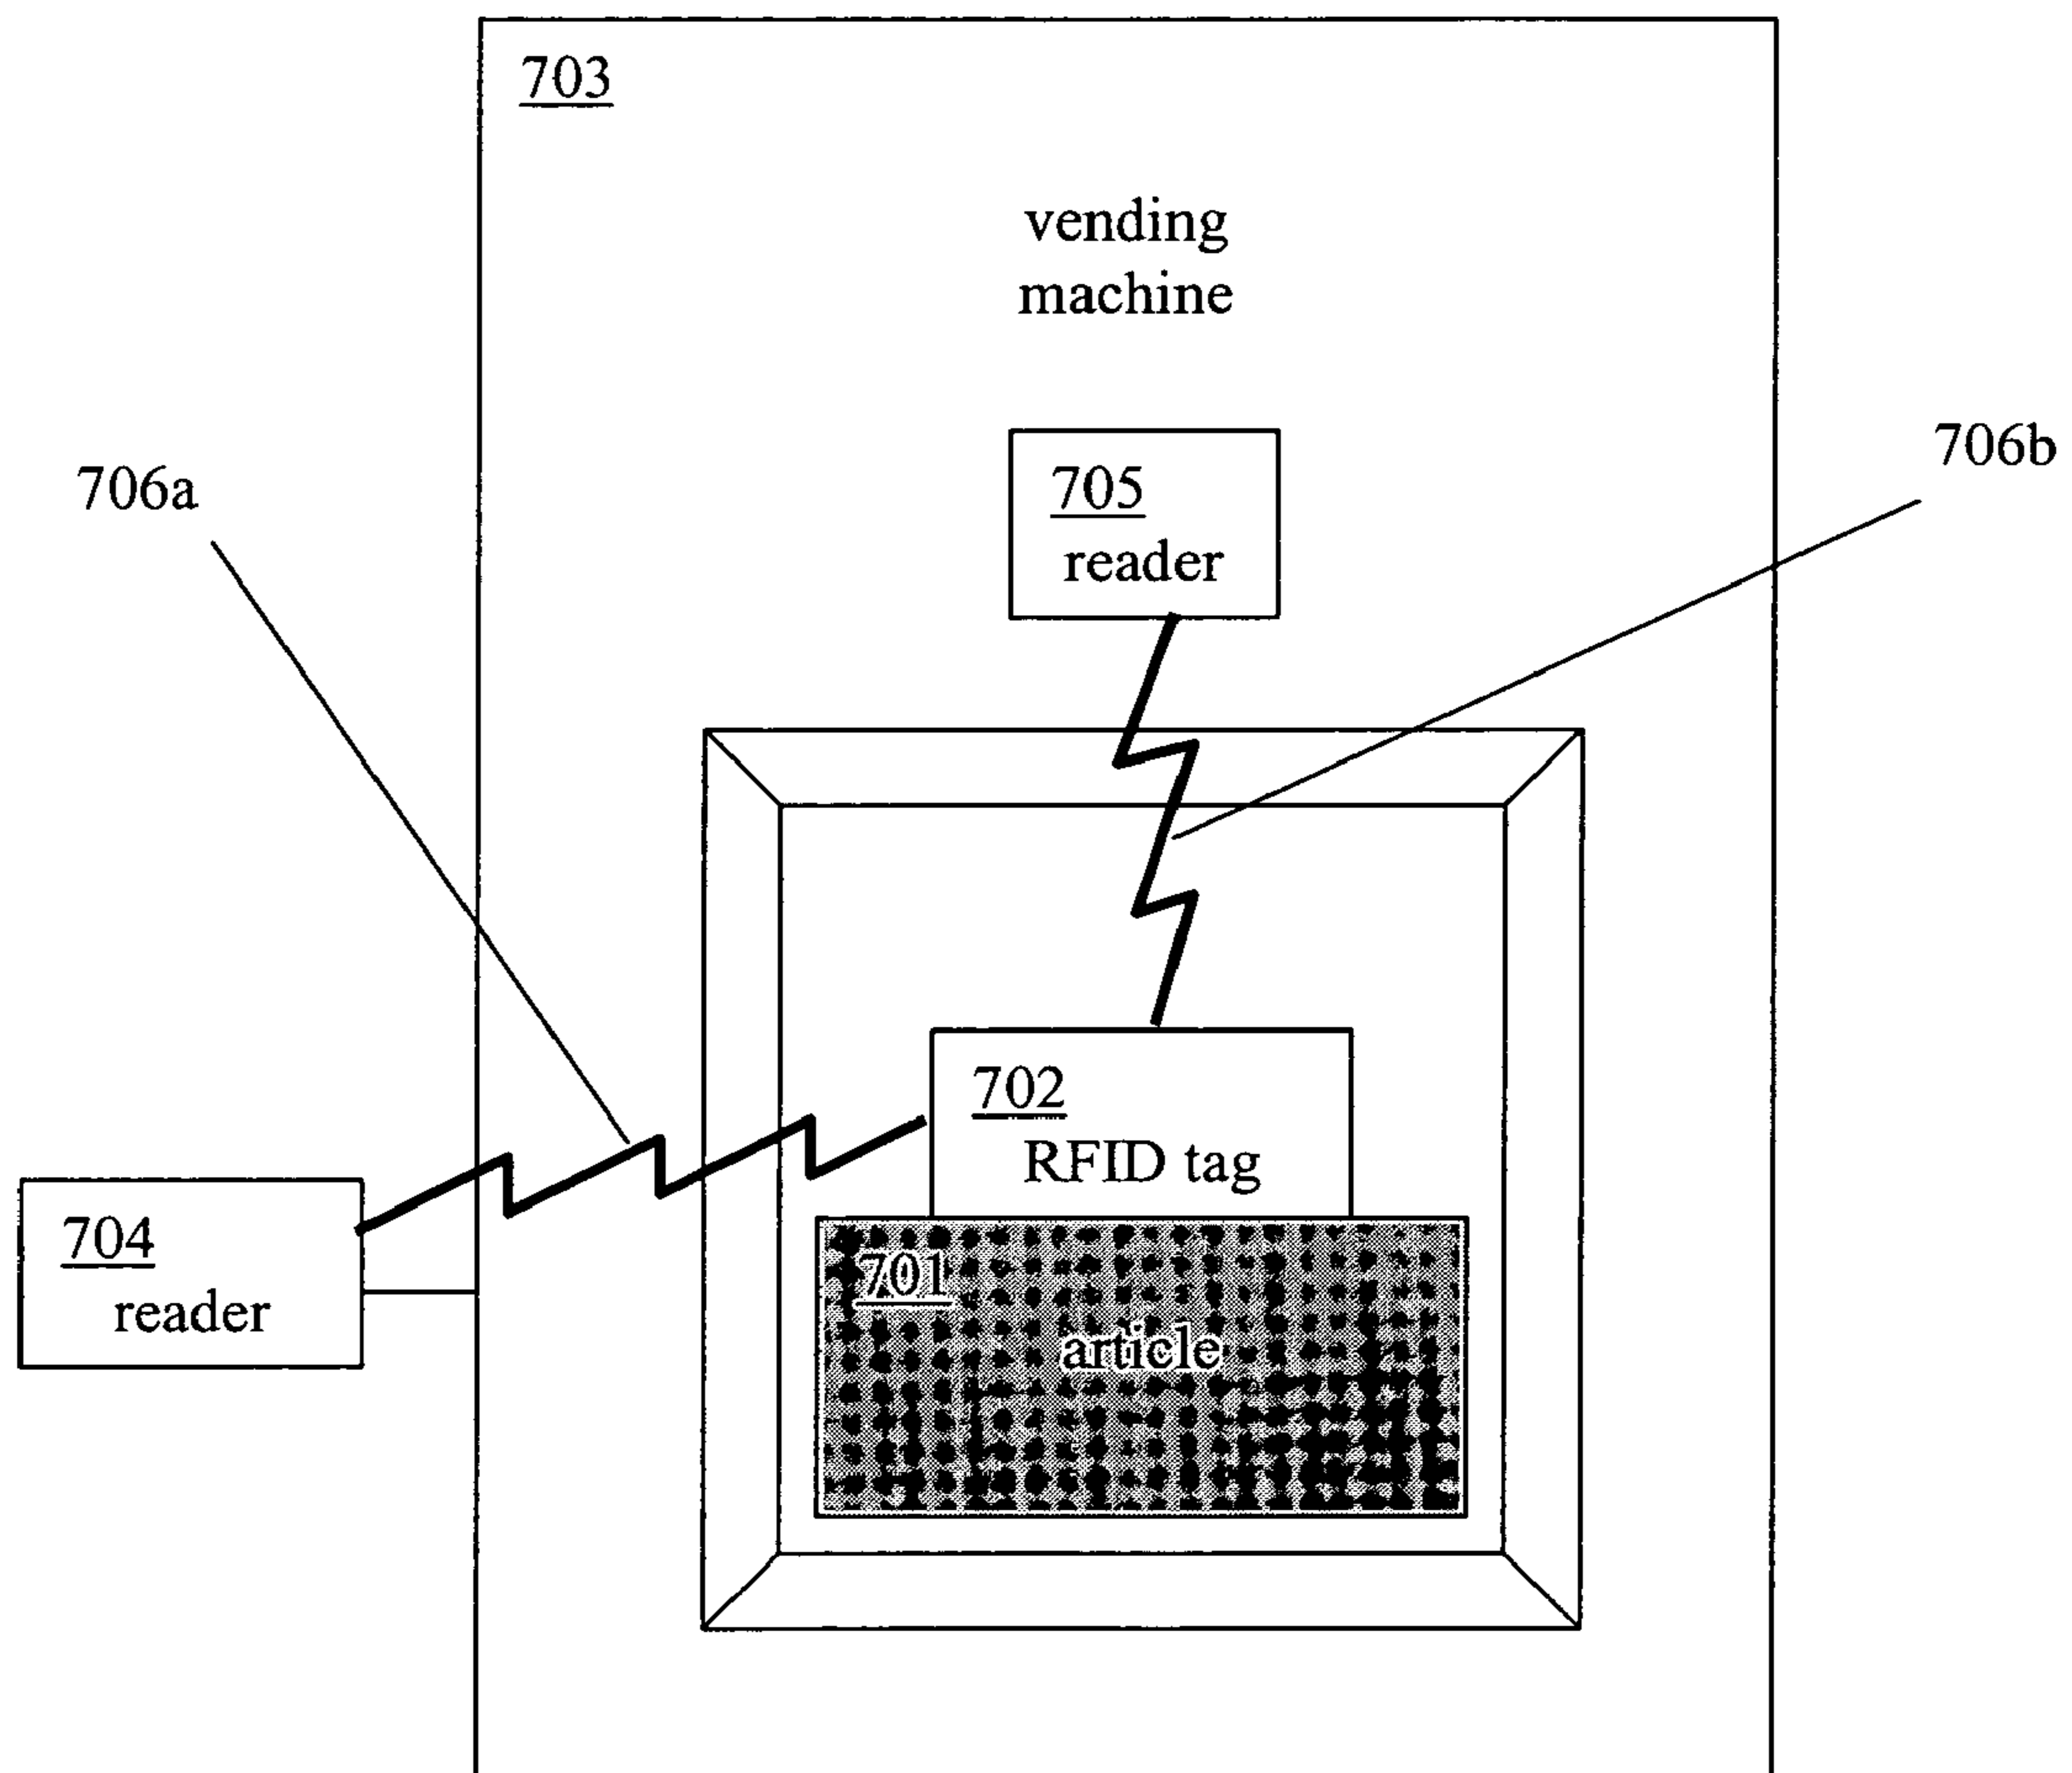 703
vending
machine
706b
706a
705
reader
702
RFID tag
704
reader
701
article